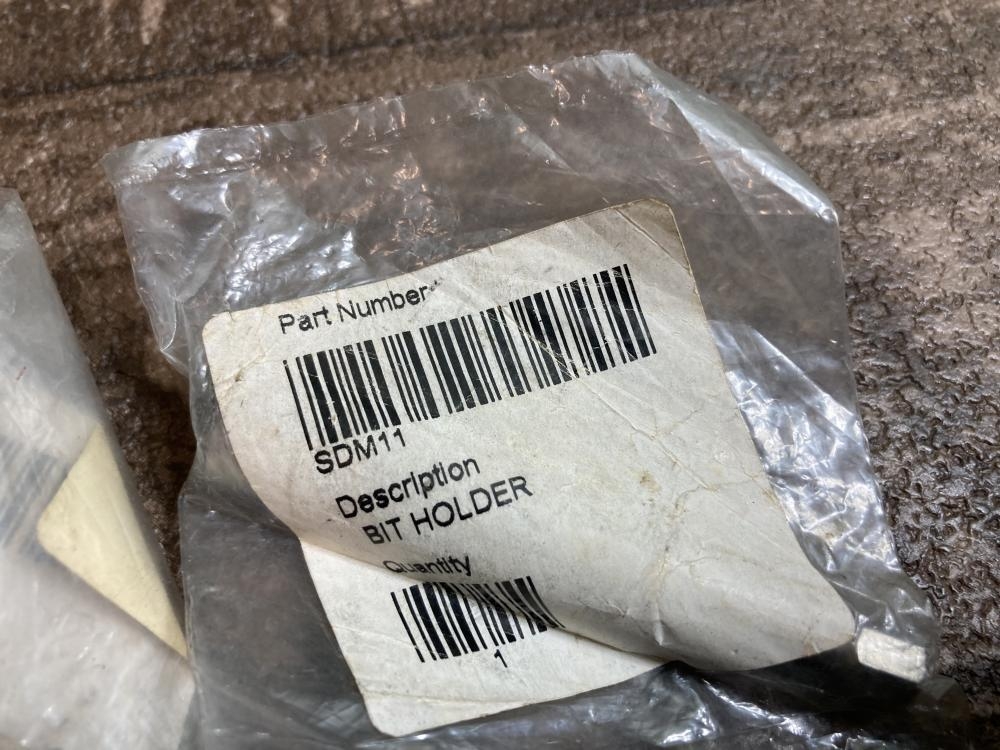 Part Number
SDM11
Description
BIT HOLDER
Quantity
1